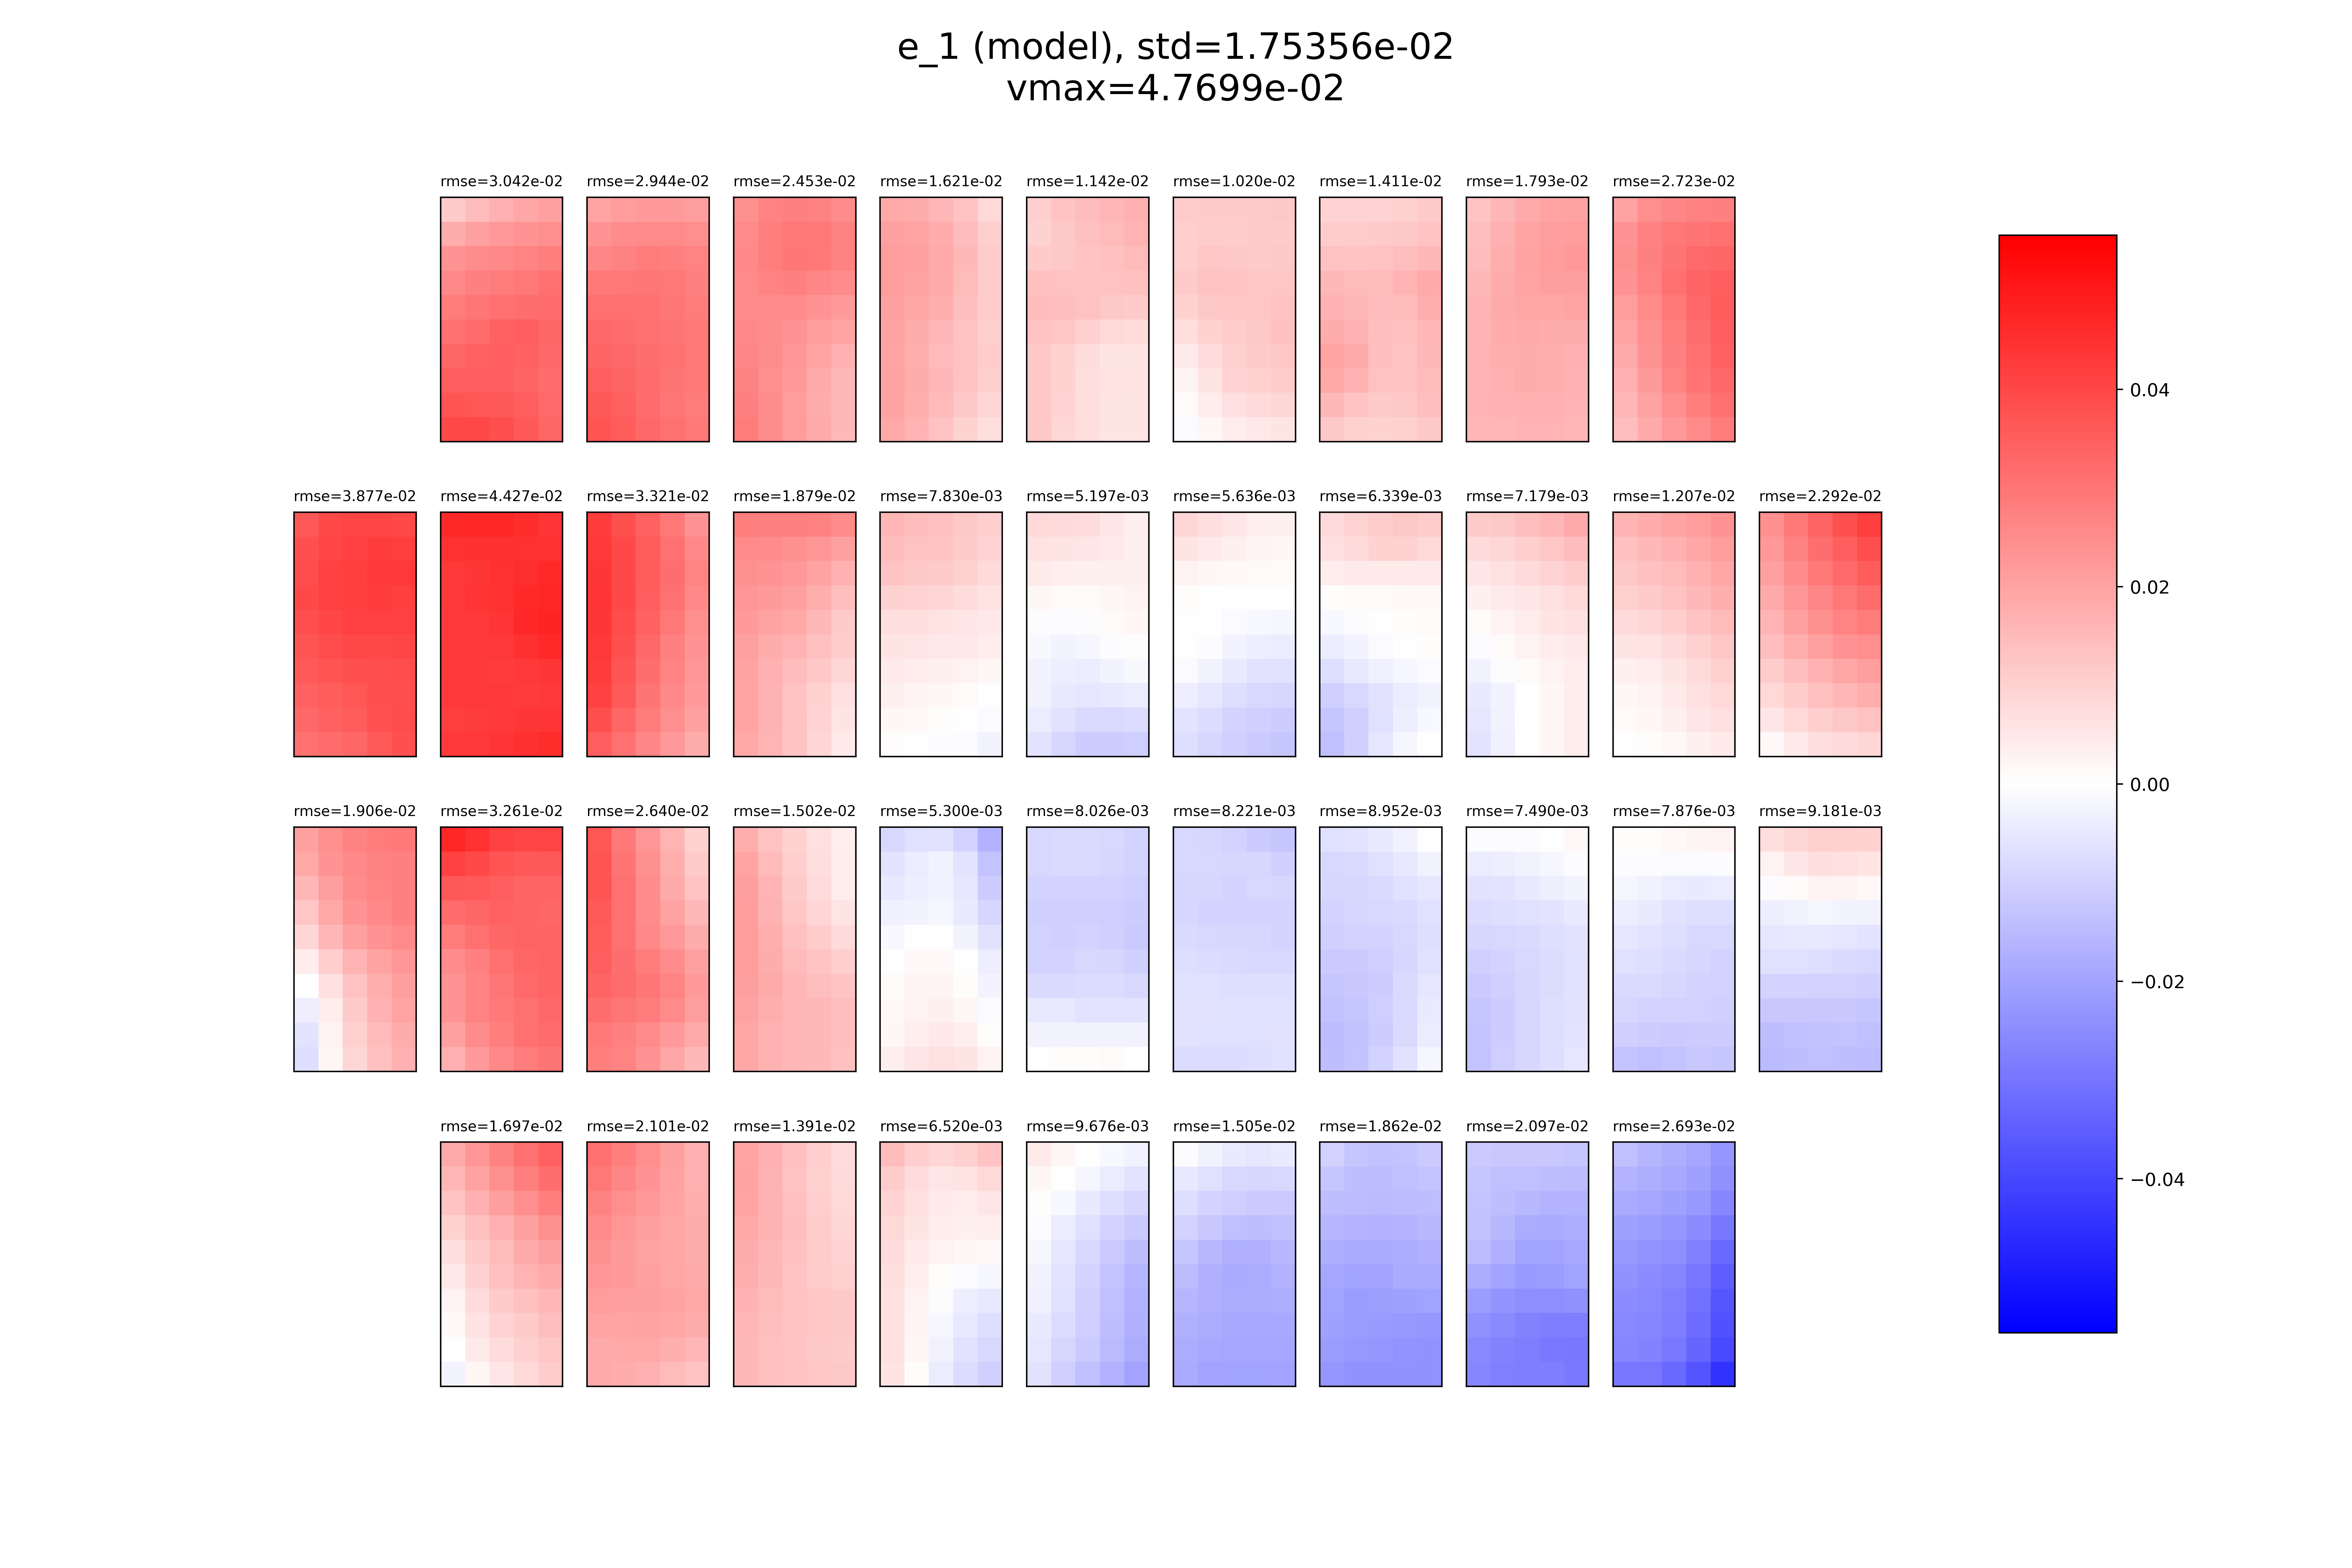 e_1 (model), std=1.75356e-02
vmax=4.7699e-02
rmse=3.042e-02 rmse=2.944e-02 rmse=2.453e-02 rmse=1.621e-02 rmse=1.142e-02 rmse=1.020e-02 rmse=1.411e-02 rmse=1.793e-02 rmse=2.723e-02
rmse=3.877e-02 rmse=4.427e-02 rmse=3.321e-02 rmse=1.879e-02 rmse=7.830e-03 rmse=5.197e-03 rmse=5.636e-03 rmse=6.339e-03 rmse=7.179e-03 rmse=1.207e-02 rmse=2.292e-02
rmse=1.906e-02 rmse=3.261e-02 rmse=2.640e-02 rmse=1.502e-02 rmse=5.300e-03 rmse=8.026e-03 rmse=8.221e-03 rmse=8.952e-03 rmse=7.490e-03 rmse=7.876e-03 rmse=9.181e-03
rmse=1.697e-02 rmse=2.101e-02 rmse=1.391e-02 rmse=6.520e-03 rmse=9.676e-03 rmse=1.505e-02 rmse=1.862e-02 rmse=2.097e-02 rmse=2.693e-02
0.04
0.02
0.00
−0.02
−0.04